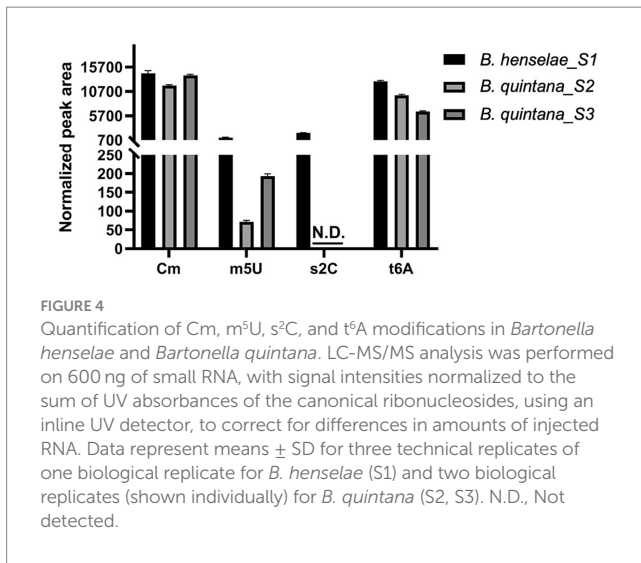 Normalized peak area
15700
10700
5700
700
250
200
150
100
50
0
N.D.
Cm m5U s2C t6A
B. henselae_S1
B. quintana_S2
B. quintana_S3
FIGURE 4
Quantification of Cm, m⁵U, s²C, and t⁶A modifications in Bartonella
henselae and Bartonella quintana. LC-MS/MS analysis was performed
on 600 ng of small RNA, with signal intensities normalized to the
sum of UV absorbances of the canonical ribonucleosides, using an
inline UV detector, to correct for differences in amounts of injected
RNA. Data represent means ± SD for three technical replicates of
one biological replicate for B. henselae (S1) and two biological
replicates (shown individually) for B. quintana (S2, S3). N.D., Not
detected.